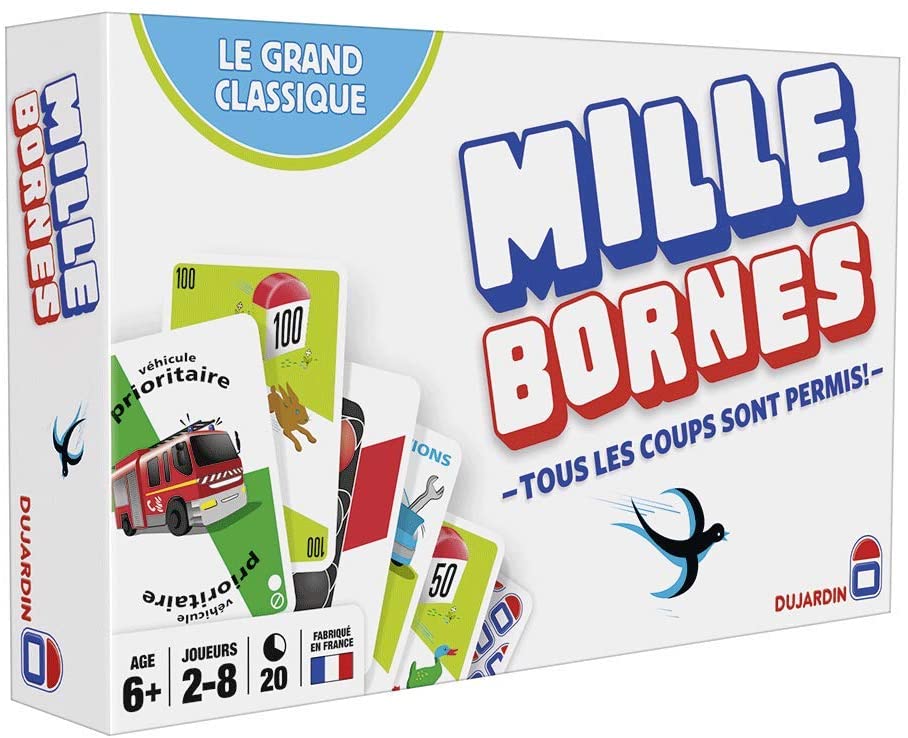 LE GRAND
CLASSIQUE
MILLE
BORNES
–TOUS LES COUPS SONT PERMIS!–
DUJARDIN
MILLE
BORNES
DUJARDIN
100
100
100
véhicule
prioritaire
prioritaire
véhicule
IONS
50
AGE
6+
JOUEURS
2-8
20
FABRIQUÉ
EN FRANCE